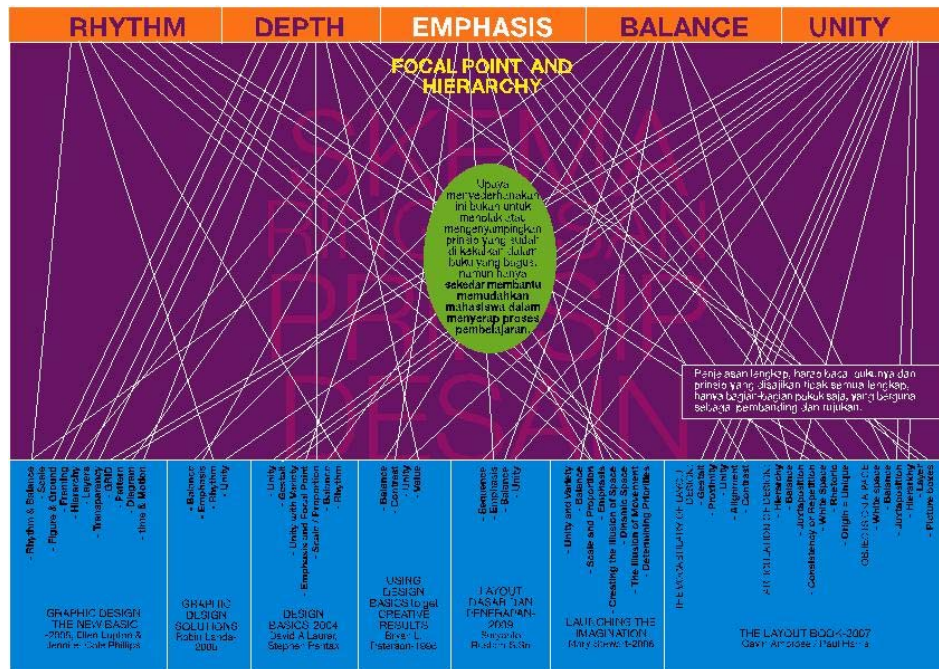 RHYTHM
DEPTH
EMPHASIS
BALANCE
UNITY
FOCAL POINT AND
HIERARCHY
SKEMA
RINGKASAN
PRINSIP
DESAIN
Upaya
menyederhanakan
ini bukan untuk
menolak atau
mengenyampingkan
prinsip yang sudah
di
dalam
buku yang bagus,
namun hanya
sekedar membantu
memudahkan
mahasiswa dalam
menyerap proses
pembelajaran.
Penjelasan lengkap, harap baca bukunya dan
prinsip yang disajikan tidak semua lengkap,
hanya bagian-bagian pokok saja, yang berguna
sebagai pembanding dan rujukan.
- Rhythm & Balance
- Scale
- Figure & Ground
- Framing
- Hierarchy
- Layers
- Transparency
- GRID
- Pattern
- Diagram
- Time & Motion
GRAPHIC DESIGN
THE NEW BASIC
-2008, Ellen Lupton &
Jennifer Cole Phillips
- Balance
- Emphasis
- Rhythm
- Unity
GRAPHIC
DESIGN
SOLUTIONS
Robin Landa-
- Unity
- Gestalt
- Unity with Variety
- Emphasis and Focal Point
- Scale / Proportion
- Balance
- Rhythm
DESIGN
BASICS-2004
David A Laurer,
Stephen Pentax
- Balance
- Contrast
- Unity
- Value
USING
DESIGN
BASICS to get
CREATIVE
RESULTS
Bryan L.
Peterson-1996
- Sequence
- Emphasis
- Balance
- Unity
LAYOUT
DASAR DAN
PENERAPAN-
2009
Suryanto
Rustan S.Sn
- Unity and Variety
- Balance
- Scale and Proportion
- Emphasis
- Creating the Illusion of Space
- Dinamic Space
- The Illusion of Movement
- Determining Priorities
LAUNCHING THE
IMAGINATION
Mary Stewart-2006
THE VOCABULARY OF LAYOUT
DESIGN
- Gestalt
- Proximity
- Unity
- Alignment
- Contrast
ARTICULATION OF DESIGN
- Hierarchy
- Balance
- Juxtaposition
- Consistency or Repetition
- White Space
- Rhetoric
- Origin = Unique
OBJECTS ON A PAGE
- White space
- Balance
- Juxtaposition
- Hierarchy
- Layer
- Picture boxes
THE LAYOUT BOOK-2007
Gavin Ambrose / Paul Harris